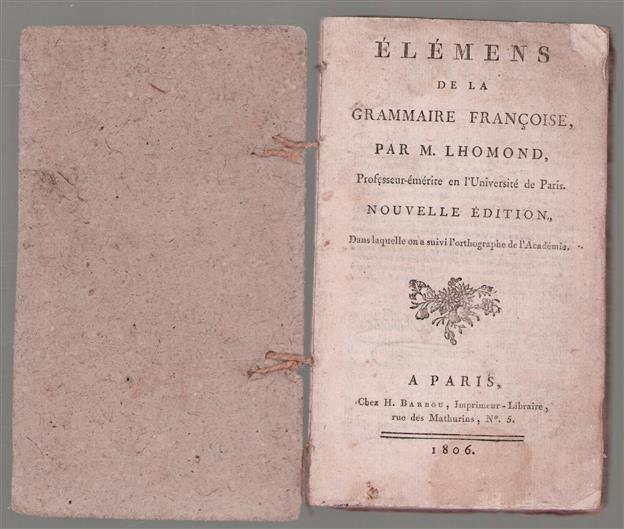 ÉLÉMENS
DE LA
GRAMMAIRE FRANÇOISE,
PAR M. LHOMOND,
Professeur-émérite en l'Université de Paris.
NOUVELLE ÉDITION,
Dans laquelle on a suivi l'orthographe de l'Académie.
A PARIS,
Chez H. BARBOU, Imprimeur-Libraire,
rue des Mathurins, Nº. 5.
1806.